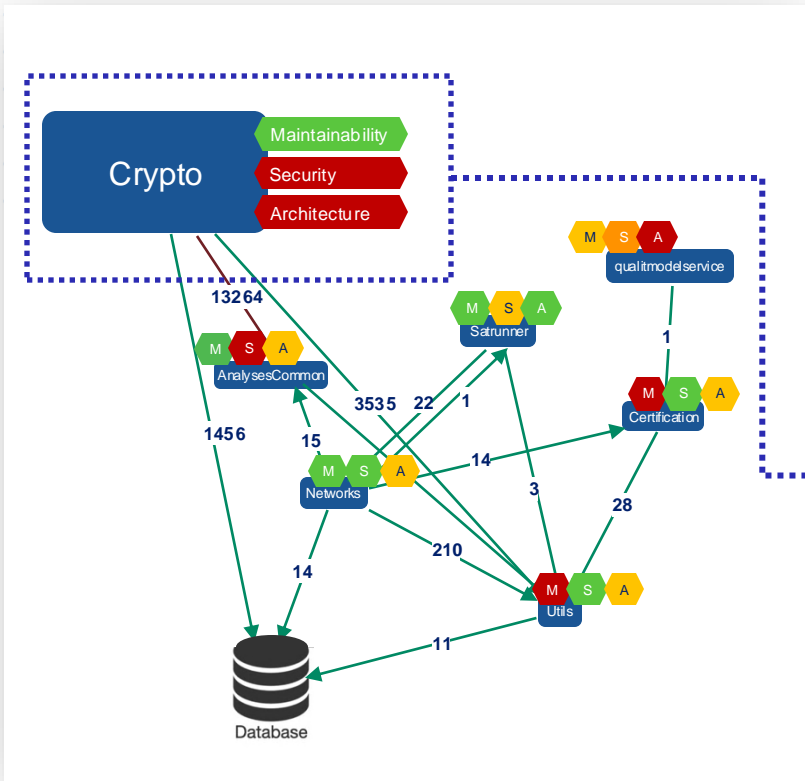 Maintainability
Crypto
Security
Architecture
M S A
qualitmodelservice
13264
M S A
Satrunner
1
M S A
AnalysesCommon
M S A
Certification
3535
22
1
1456
15
14
M S A
Networks
3
28
210
14
M S A
Utils
11
Database